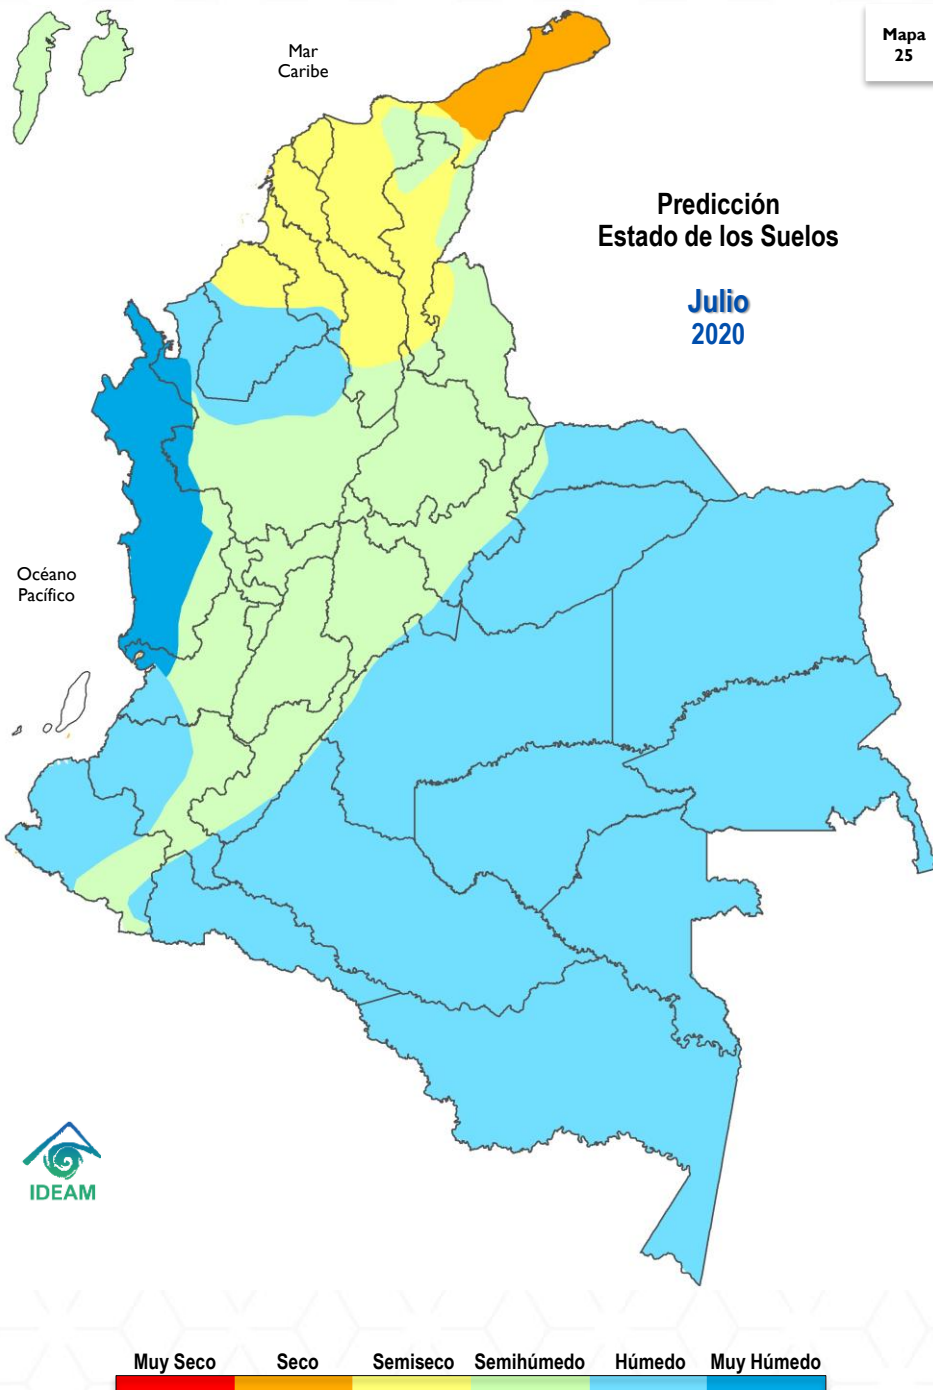 Mapa
25
Mar
Caribe
Predicción
Estado de los Suelos
Julio
2020
Océano
Pacífico
IDEAM
Muy Seco Seco Semiseco Semihúmedo Húmedo Muy Húmedo